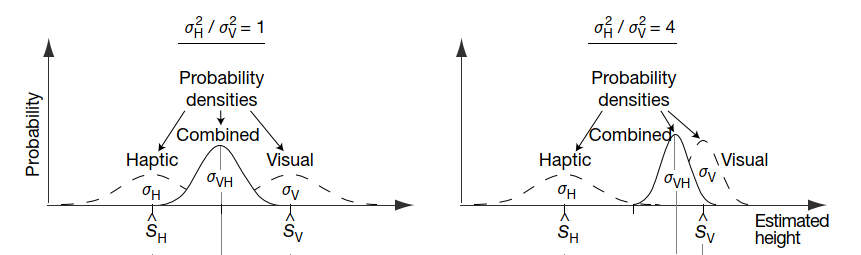 σ²H / σ²V = 1
Probability
densities
Combined
Haptic
Visual
σH
σVH
σV
ŜH
ŜV
Probability
σ²H / σ²V = 4
Probability
densities
Combined
Haptic
Visual
σH
σVH
σV
ŜH
ŜV
Estimated
height